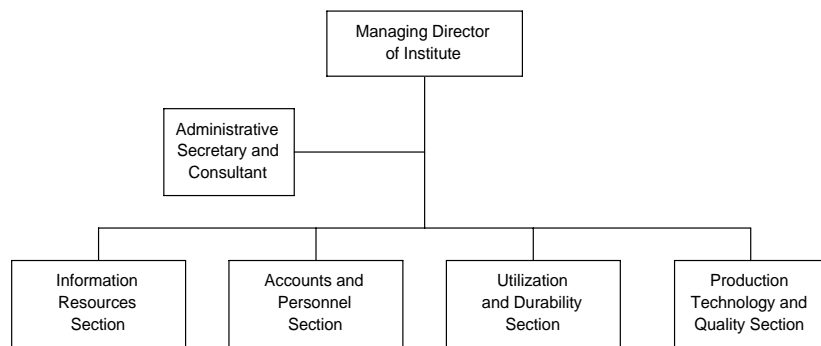 Managing Director
of Institute
Administrative
Secretary and
Consultant
Information
Resources
Section
Accounts and
Personnel
Section
Utilization
and Durability
Section
Production
Technology and
Quality Section